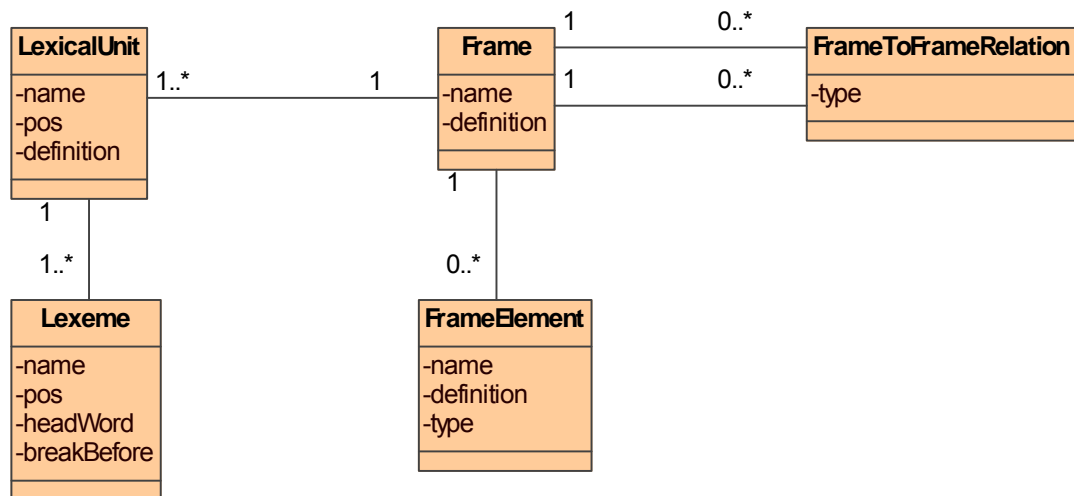 LexicalUnit
-name
-pos
-definition
1..*
1
Frame
-name
-definition
1
0..*
1
0..*
FrameToFrameRelation
-type
1
1..*
Lexeme
-name
-pos
-headWord
-breakBefore
1
0..*
FrameElement
-name
-definition
-type